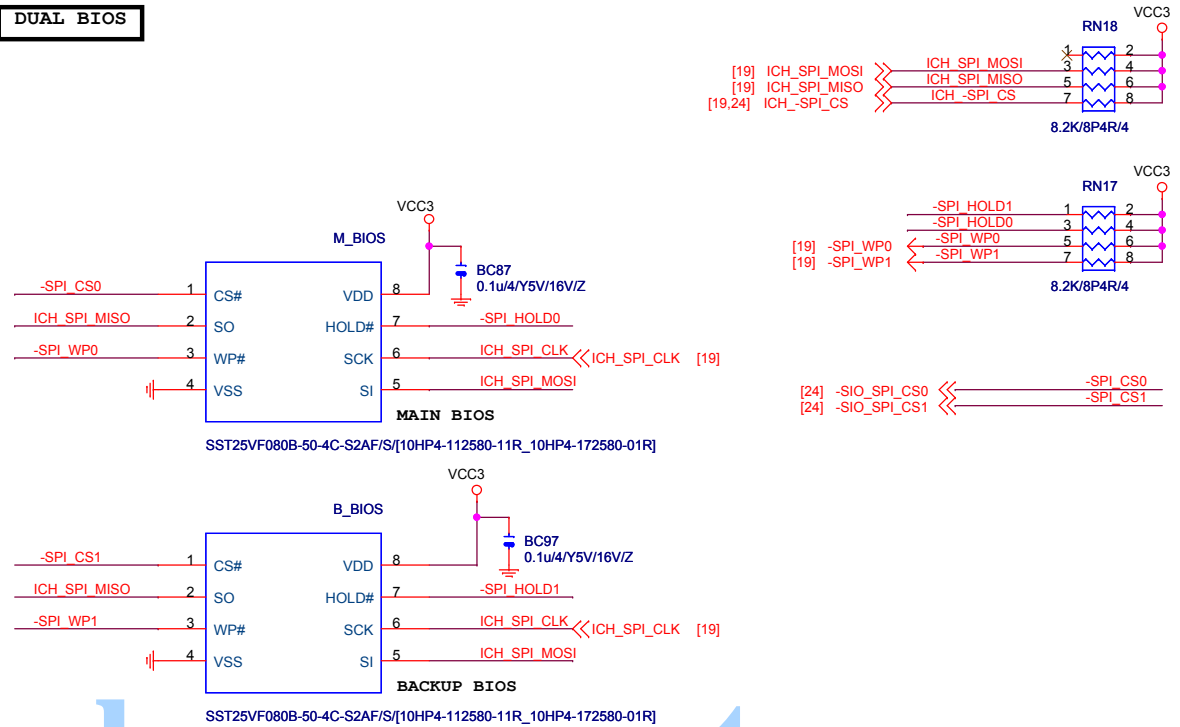 DUAL BIOS
VCC3
RN18
1 2
[19] ICH_SPI_MOSI ICH_SPI_MOSI 3 4
[19] ICH_SPI_MISO ICH_SPI_MISO 5 6
[19,24] ICH_-SPI_CS ICH_-SPI_CS 7 8
8.2K/8P4R/4
VCC3
RN17
-SPI_HOLD1 1 2
-SPI_HOLD0 3 4
[19] -SPI_WP0 -SPI_WP0 5 6
[19] -SPI_WP1 -SPI_WP1 7 8
8.2K/8P4R/4
VCC3
M_BIOS
BC87
0.1u/4/Y5V/16V/Z
-SPI_CS0 1 CS# VDD 8
ICH_SPI_MISO 2 SO HOLD# 7 -SPI_HOLD0
-SPI_WP0 3 WP# SCK 6 ICH_SPI_CLK ICH_SPI_CLK [19]
4 VSS SI 5 ICH_SPI_MOSI
MAIN BIOS
SST25VF080B-50-4C-S2AF/S/[10HP4-112580-11R_10HP4-172580-01R]
[24] -SIO_SPI_CS0 -SPI_CS0
[24] -SIO_SPI_CS1 -SPI_CS1
VCC3
B_BIOS
BC97
0.1u/4/Y5V/16V/Z
-SPI_CS1 1 CS# VDD 8
ICH_SPI_MISO 2 SO HOLD# 7 -SPI_HOLD1
-SPI_WP1 3 WP# SCK 6 ICH_SPI_CLK ICH_SPI_CLK [19]
4 VSS SI 5 ICH_SPI_MOSI
BACKUP BIOS
SST25VF080B-50-4C-S2AF/S/[10HP4-112580-11R_10HP4-172580-01R]